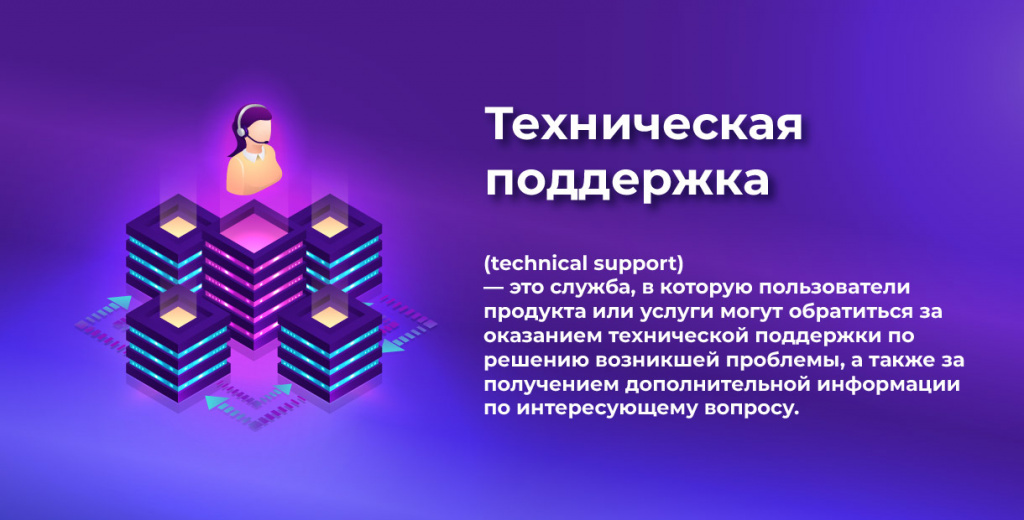 Техническая
поддержка
(technical support)
— это служба, в которую пользователи
продукта или услуги могут обратиться за
оказанием технической поддержки по
решению возникшей проблемы, а также за
получением дополнительной информации
по интересующему вопросу.